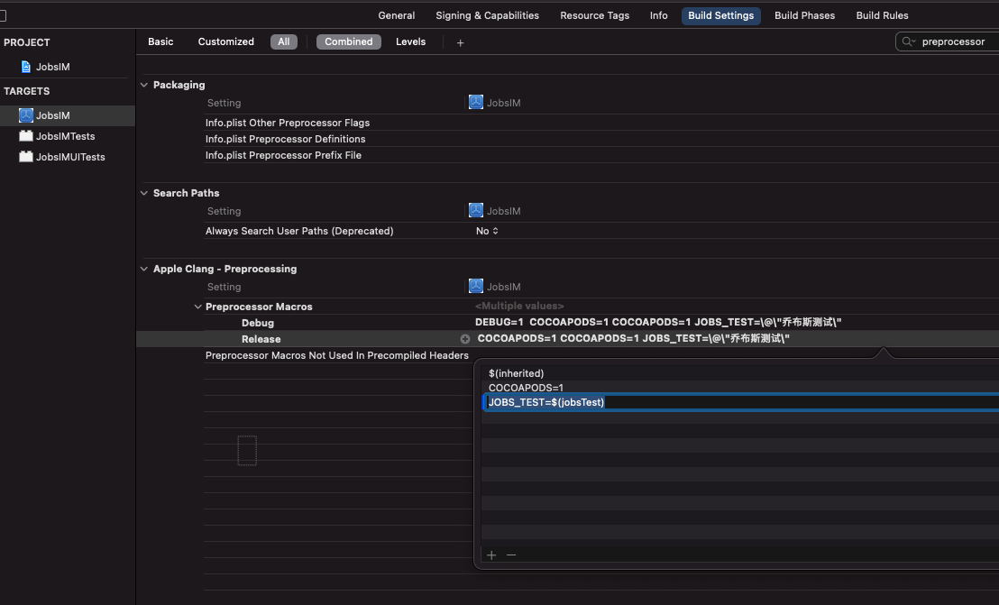 General Signing & Capabilities Resource Tags Info Build Settings Build Phases Build Rules
PROJECT
JobsIM
TARGETS
JobsIM
JobsIMTests
JobsIMUITests
Basic Customized All Combined Levels + preprocessor
Packaging
Setting JobsIM
Info.plist Other Preprocessor Flags
Info.plist Preprocessor Definitions
Info.plist Preprocessor Prefix File
Search Paths
Setting JobsIM
Always Search User Paths (Deprecated) No
Apple Clang - Preprocessing
Setting JobsIM
Preprocessor Macros <Multiple values>
Debug DEBUG=1 COCOAPODS=1 COCOAPODS=1 JOBS_TEST=\@\"乔布斯测试\"
Release COCOAPODS=1 COCOAPODS=1 JOBS_TEST=\@\"乔布斯测试\"
Preprocessor Macros Not Used In Precompiled Headers
$(inherited)
COCOAPODS=1
JOBS_TEST=$(jobsTest)
+ −